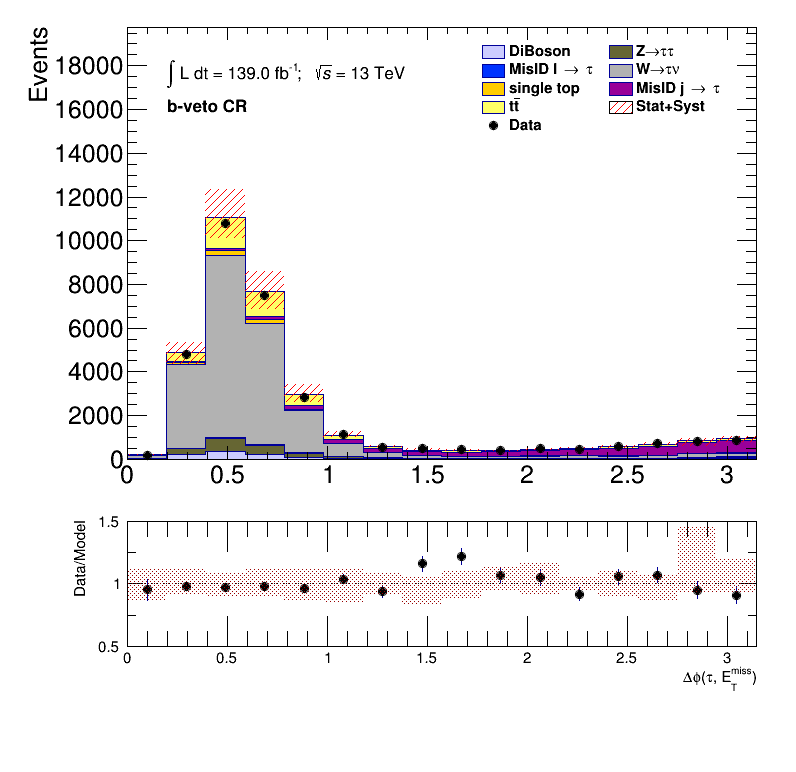 Events
18000
16000
14000
12000
10000
8000
6000
4000
2000
0
∫ L dt = 139.0 fb⁻¹; √s = 13 TeV
b-veto CR
DiBoson
MisID l → τ
single top
tt̄
Data
Z→ττ
W→τν
MisID j → τ
Stat+Syst
0 0.5 1 1.5 2 2.5 3
Data/Model
1.5
1
0.5
0 0.5 1 1.5 2 2.5 3
Δϕ(τ, E_T^miss)